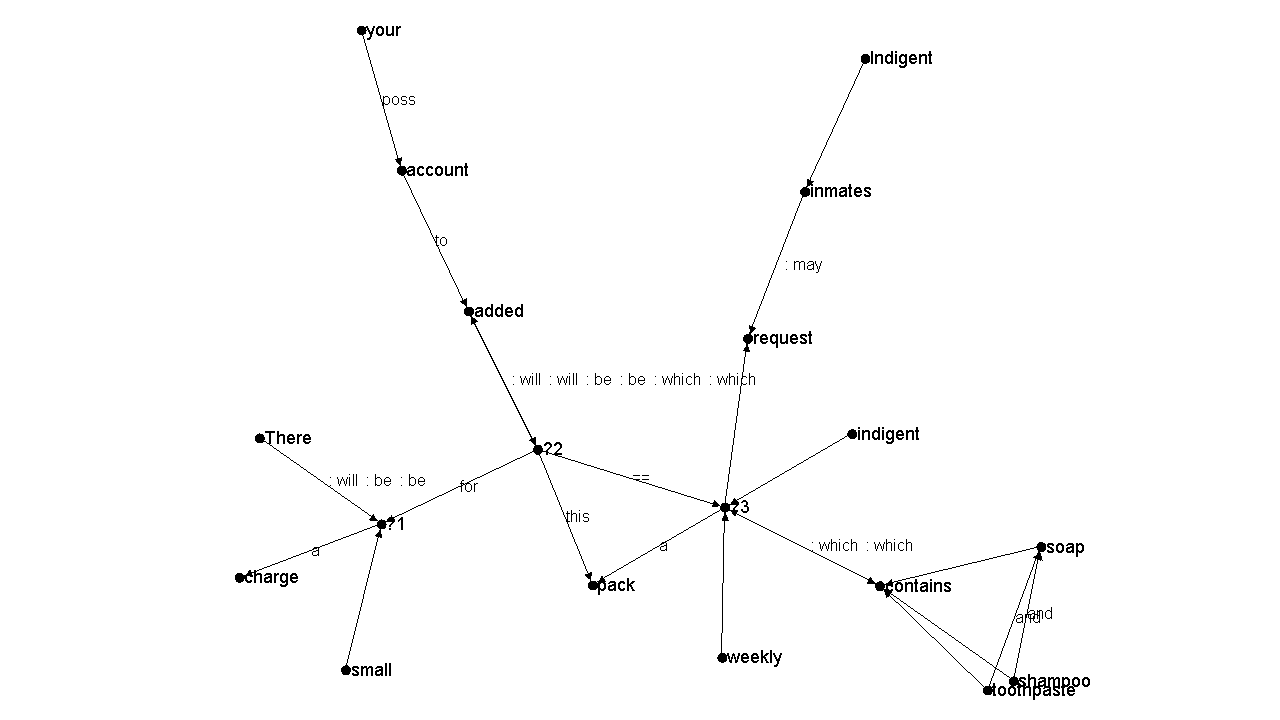 your
Indigent
poss
account
inmates
to
: may
added
request
: will : will : be : be : which : which
There
indigent
?2
: will : be : be
for
==
this
?3
?1
a
a
: which : which
soap
charge
pack
contains
and
and
weekly
small
shampoo
toothpaste